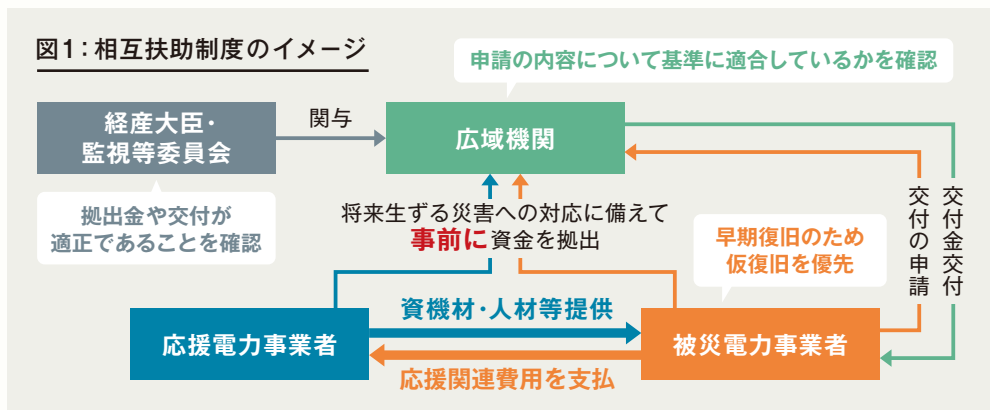 図1：相互扶助制度のイメージ
申請の内容について基準に適合しているかを確認
経産大臣・
監視等委員会
関与
広域機関
拠出金や交付が
適正であることを確認
将来生ずる災害への対応に備えて
事前に資金を拠出
早期復旧のため
仮復旧を優先
交付の申請
交付金交付
応援電力事業者
資機材・人材等提供
被災電力事業者
応援関連費用を支払